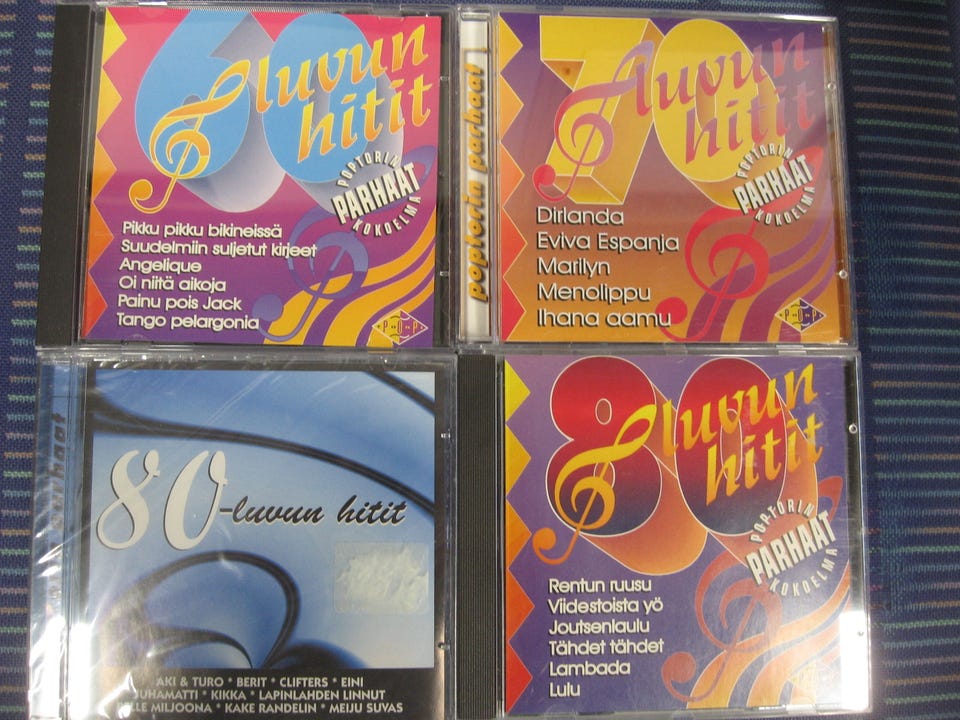 60 luvun
hitit
POPTORIN
PARHAAT
KOKOELMA
Pikku pikku bikineissä
Suudelmiin suljetut kirjeet
Angelique
Oi niitä aikoja
Painu pois Jack
Tango pelargonia
P·O·P
poptorin parhaat
70 luvun
hitit
POPTORIN
PARHAAT
KOKOELMA
Dirlanda
Eviva Espanja
Marilyn
Menolippu
Ihana aamu
P·O·P
80-luvun hitit
AKI & TURO * BERIT * CLIFTERS * EINI
JUHAMATTI * KIKKA * LAPINLAHDEN LINNUT
PELLE MILJOONA * KAKE RANDELIN * MEIJU SUVAS
80 luvun
hitit
POPTORIN
PARHAAT
KOKOELMA
Rentun ruusu
Viidestoista yö
Joutsenlaulu
Tähdet tähdet
Lambada
Lulu